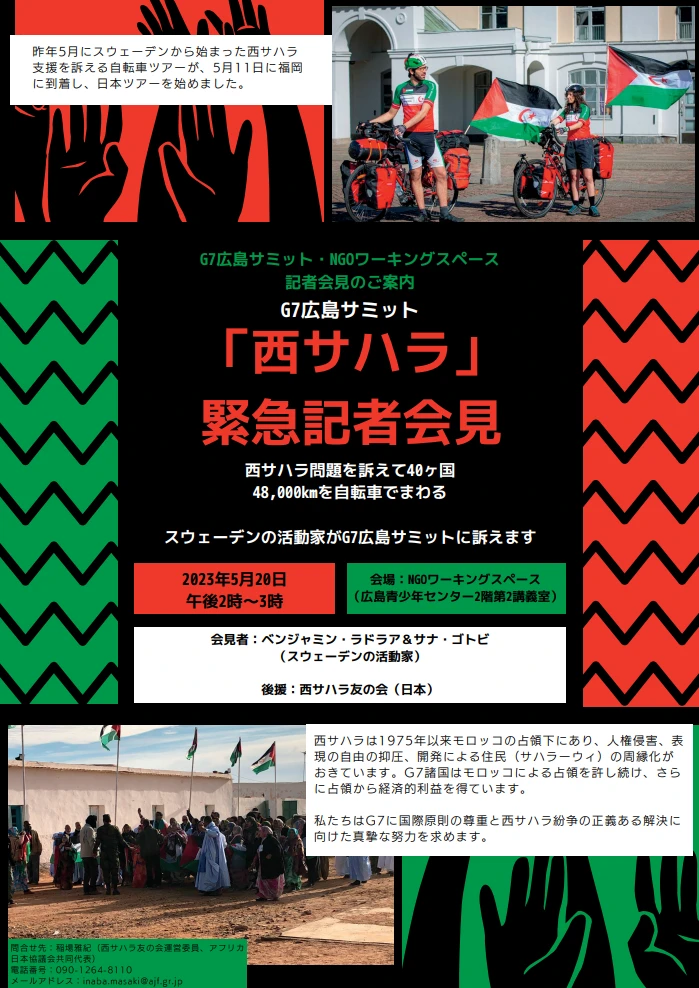 昨年5月にスウェーデンから始まった西サハラ
支援を訴える自転車ツアーが、5月11日に福岡
に到着し、日本ツアーを始めました。
G7広島サミット・NGOワーキングスペース
記者会見のご案内
G7広島サミット
「西サハラ」
緊急記者会見
西サハラ問題を訴えて40ヶ国
48,000kmを自転車でまわる
スウェーデンの活動家がG7広島サミットに訴えます
2023年5月20日
午後2時〜3時
会場：NGOワーキングスペース
（広島青少年センター2階第2講義室）
会見者：ベンジャミン・ラドラア＆サナ・ゴトビ
（スウェーデンの活動家）
後援：西サハラ友の会（日本）
西サハラは1975年以来モロッコの占領下にあり、人権侵害、表
現の自由の抑圧、開発による住民（サハラーウィ）の周縁化が
おきています。G7諸国はモロッコによる占領を許し続け、さら
に占領から経済的利益を得ています。
私たちはG7に国際原則の尊重と西サハラ紛争の正義ある解決に
向けた真摯な努力を求めます。
問合せ先：稲場雅紀（西サハラ友の会運営委員、アフリカ
日本協議会共同代表）
電話番号：090-1264-8110
メールアドレス：inaba.masaki@ajf.gr.jp